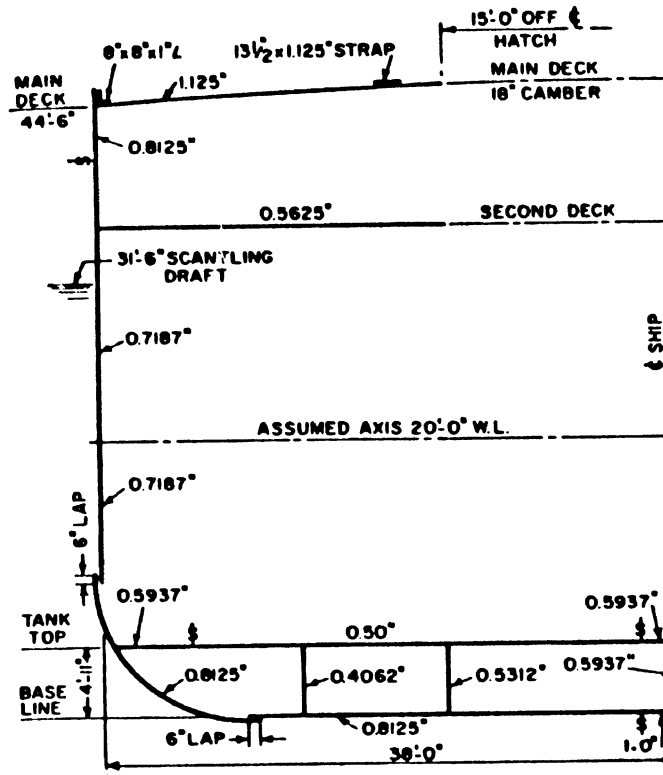 15'-0" OFF ℄
HATCH
8"x8"x1"L
13½"x1.125" STRAP
MAIN
DECK
44'-6"
1.125"
MAIN DECK
18" CAMBER
0.8125"
0.5625"
SECOND DECK
31'-6" SCANTLING
DRAFT
0.7187"
℄ SHIP
ASSUMED AXIS 20'-0" W.L.
0.7187"
6" LAP
0.5937"
0.5937"
TANK
TOP
0.50"
4'-11"
0.8125"
0.4062"
0.5312"
0.5937"
BASE
LINE
0.8125"
6" LAP
38'-0"
1'-0"